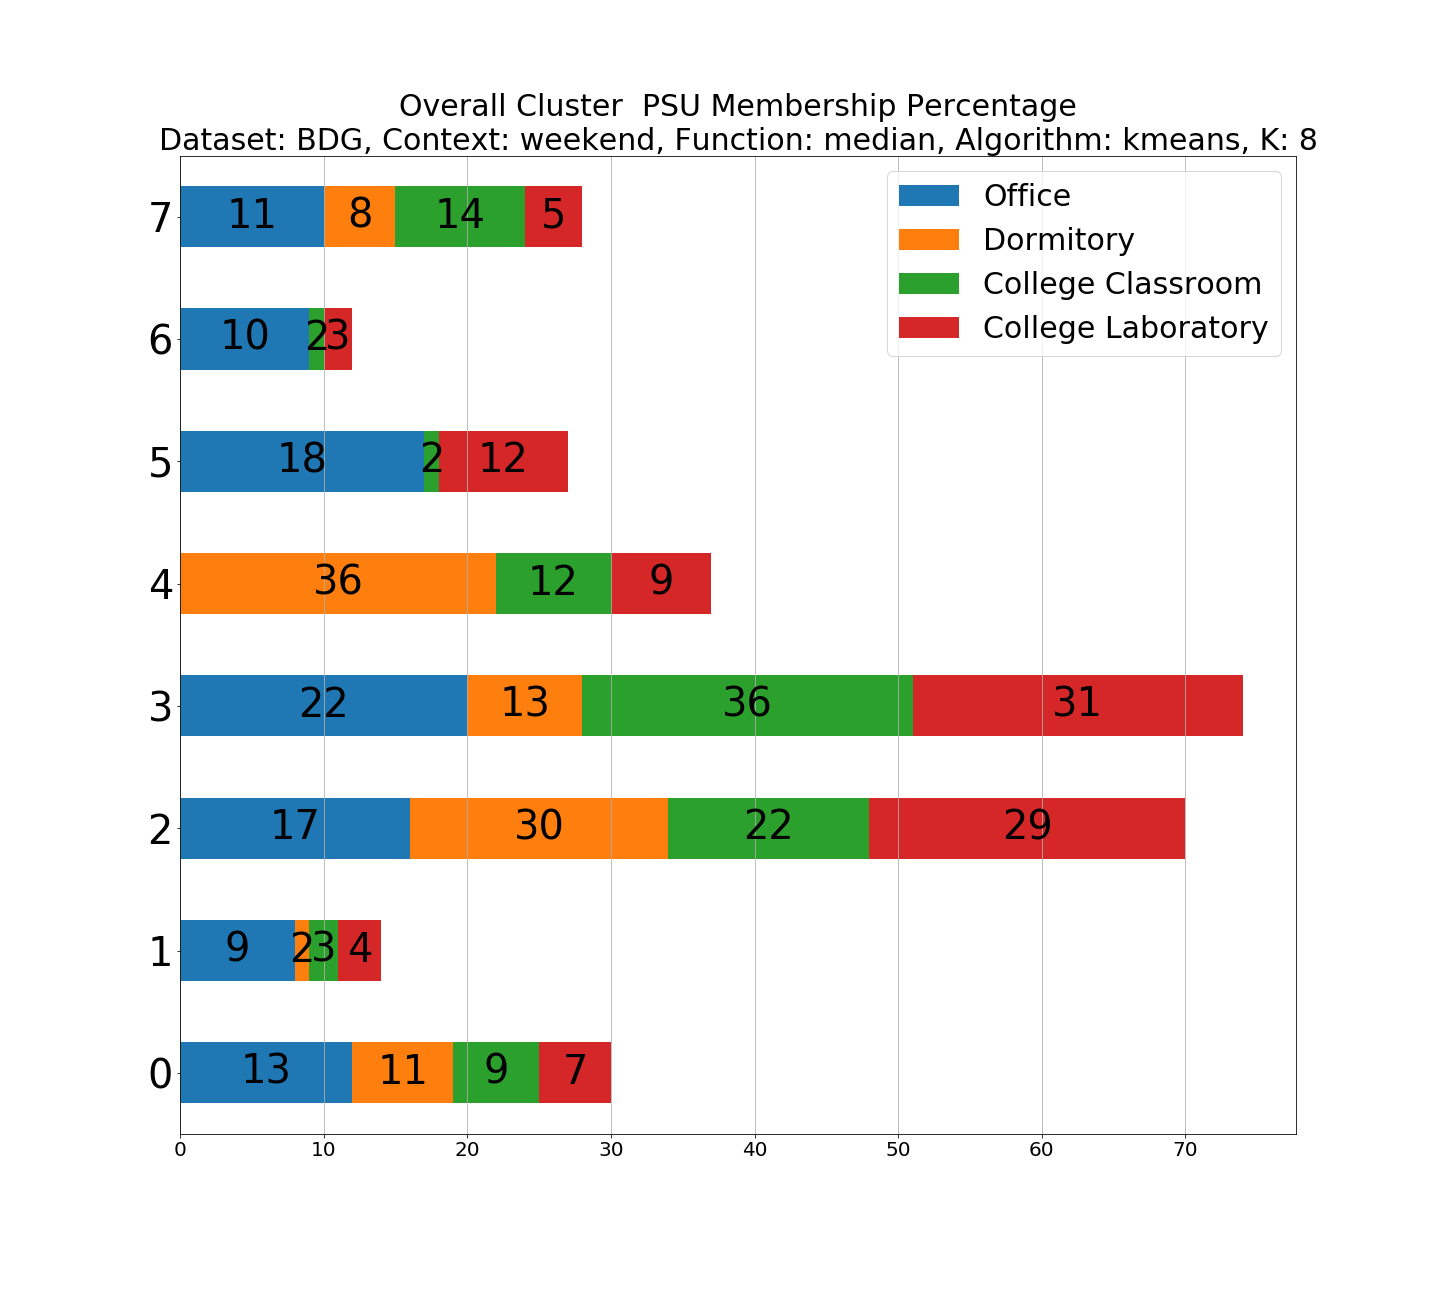 Overall Cluster  PSU Membership Percentage
Dataset: BDG, Context: weekend, Function: median, Algorithm: kmeans, K: 8
Office
Dormitory
College Classroom
College Laboratory
7 11 8 14 5
6 10 2 3
5 18 2 12
4 36 12 9
3 22 13 36 31
2 17 30 22 29
1 9 2 3 4
0 13 11 9 7
0 10 20 30 40 50 60 70